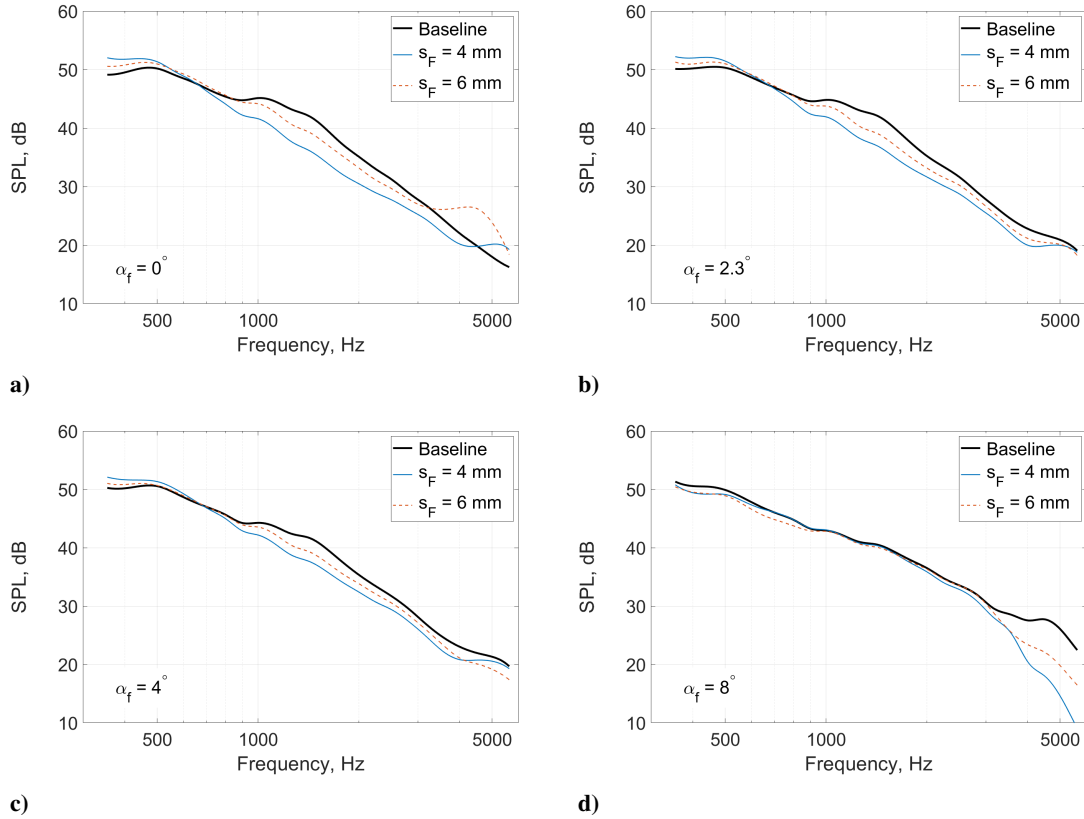 60
50
40
30
20
10
SPL, dB
500
1000
5000
Frequency, Hz
Baseline
s_F = 4 mm
s_F = 6 mm
α_f = 0°
a)
60
50
40
30
20
10
SPL, dB
500
1000
5000
Frequency, Hz
Baseline
s_F = 4 mm
s_F = 6 mm
α_f = 2.3°
b)
60
50
40
30
20
10
SPL, dB
500
1000
5000
Frequency, Hz
Baseline
s_F = 4 mm
s_F = 6 mm
α_f = 4°
c)
60
50
40
30
20
10
SPL, dB
500
1000
5000
Frequency, Hz
Baseline
s_F = 4 mm
s_F = 6 mm
α_f = 8°
d)